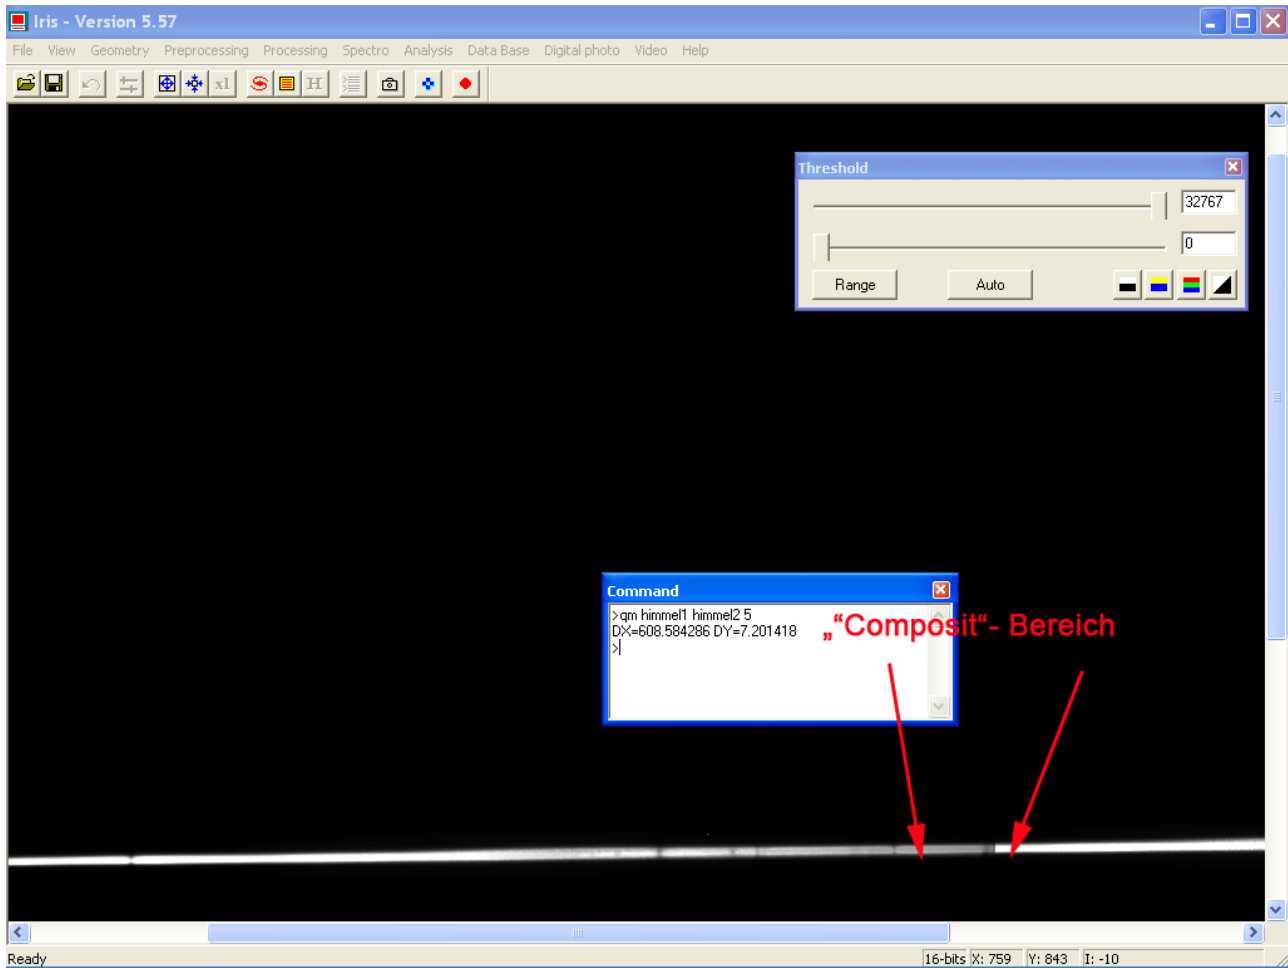 Iris - Version 5.57
File View Geometry Preprocessing Processing Spectro Analysis Data Base Digital photo Video Help
x1 H
Threshold
32767
0
Range Auto
Command
>qm himmel1 himmel2 5
DX=608.584286 DY=7.201418
>
„“Composit“- Bereich
Ready 16-bits X: 759 Y: 843 I: -10